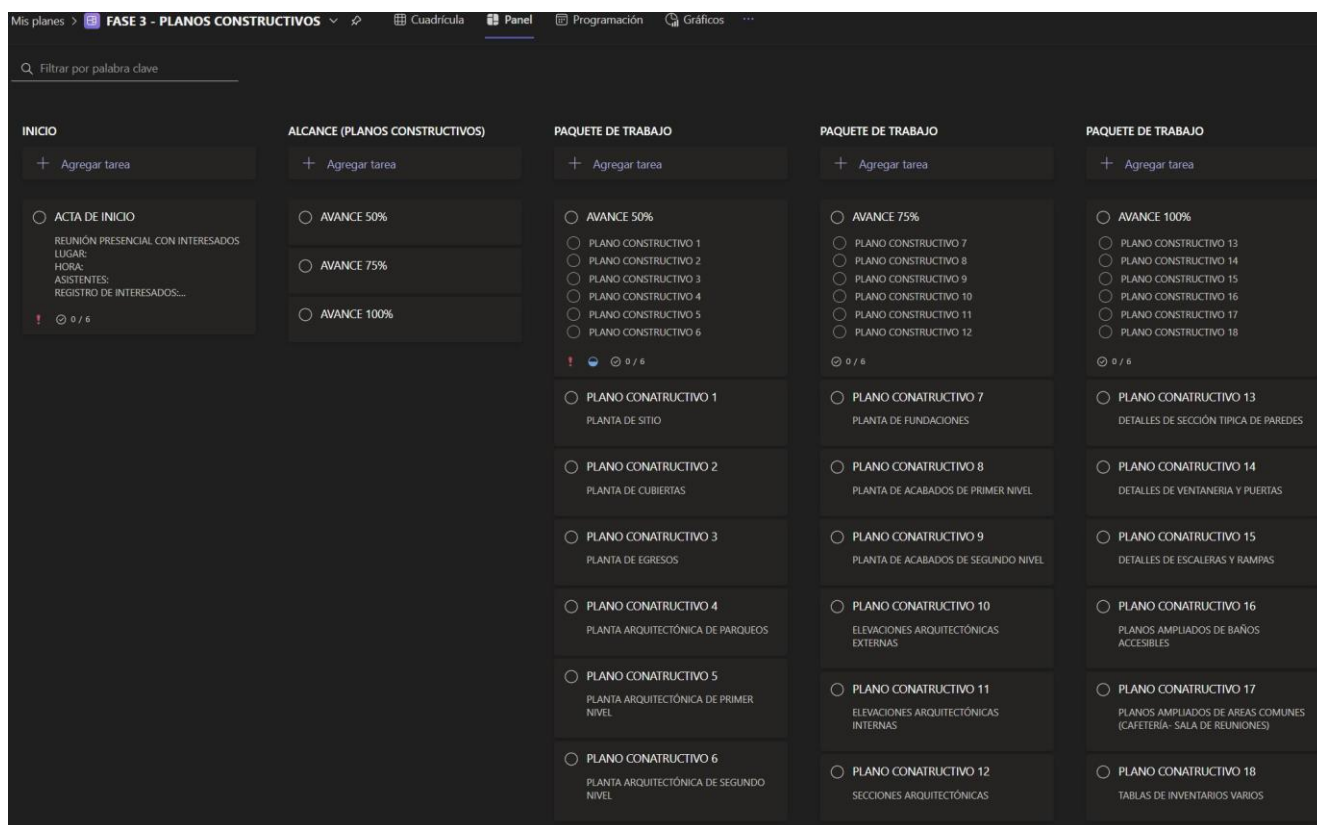 Mis planes > FASE 3 - PLANOS CONSTRUCTIVOS Cuadrícula Panel Programación Gráficos ...
Filtrar por palabra clave
INICIO
+ Agregar tarea
ACTA DE INICIO
REUNIÓN PRESENCIAL CON INTERESADOS
LUGAR:
HORA:
ASISTENTES:
REGISTRO DE INTERESADOS:...
0 / 6
ALCANCE (PLANOS CONSTRUCTIVOS)
+ Agregar tarea
AVANCE 50%
AVANCE 75%
AVANCE 100%
PAQUETE DE TRABAJO
+ Agregar tarea
AVANCE 50%
PLANO CONSTRUCTIVO 1
PLANO CONSTRUCTIVO 2
PLANO CONSTRUCTIVO 3
PLANO CONSTRUCTIVO 4
PLANO CONSTRUCTIVO 5
PLANO CONSTRUCTIVO 6
0 / 6
PLANO CONATRUCTIVO 1
PLANTA DE SITIO
PLANO CONATRUCTIVO 2
PLANTA DE CUBIERTAS
PLANO CONATRUCTIVO 3
PLANTA DE EGRESOS
PLANO CONATRUCTIVO 4
PLANTA ARQUITECTÓNICA DE PARQUEOS
PLANO CONATRUCTIVO 5
PLANTA ARQUITECTÓNICA DE PRIMER
NIVEL
PLANO CONATRUCTIVO 6
PLANTA ARQUITECTÓNICA DE SEGUNDO
NIVEL
PAQUETE DE TRABAJO
+ Agregar tarea
AVANCE 75%
PLANO CONSTRUCTIVO 7
PLANO CONSTRUCTIVO 8
PLANO CONSTRUCTIVO 9
PLANO CONSTRUCTIVO 10
PLANO CONSTRUCTIVO 11
PLANO CONSTRUCTIVO 12
0 / 6
PLANO CONATRUCTIVO 7
PLANTA DE FUNDACIONES
PLANO CONATRUCTIVO 8
PLANTA DE ACABADOS DE PRIMER NIVEL
PLANO CONATRUCTIVO 9
PLANTA DE ACABADOS DE SEGUNDO NIVEL
PLANO CONATRUCTIVO 10
ELEVACIONES ARQUITECTÓNICAS
EXTERNAS
PLANO CONATRUCTIVO 11
ELEVACIONES ARQUITECTÓNICAS
INTERNAS
PLANO CONATRUCTIVO 12
SECCIONES ARQUITECTÓNICAS
PAQUETE DE TRABAJO
+ Agregar tarea
AVANCE 100%
PLANO CONSTRUCTIVO 13
PLANO CONSTRUCTIVO 14
PLANO CONSTRUCTIVO 15
PLANO CONSTRUCTIVO 16
PLANO CONSTRUCTIVO 17
PLANO CONSTRUCTIVO 18
0 / 6
PLANO CONATRUCTIVO 13
DETALLES DE SECCIÓN TIPICA DE PAREDES
PLANO CONATRUCTIVO 14
DETALLES DE VENTANERIA Y PUERTAS
PLANO CONATRUCTIVO 15
DETALLES DE ESCALERAS Y RAMPAS
PLANO CONATRUCTIVO 16
PLANOS AMPLIADOS DE BAÑOS
ACCESIBLES
PLANO CONATRUCTIVO 17
PLANOS AMPLIADOS DE AREAS COMUNES
(CAFETERÍA- SALA DE REUNIONES)
PLANO CONATRUCTIVO 18
TABLAS DE INVENTARIOS VARIOS